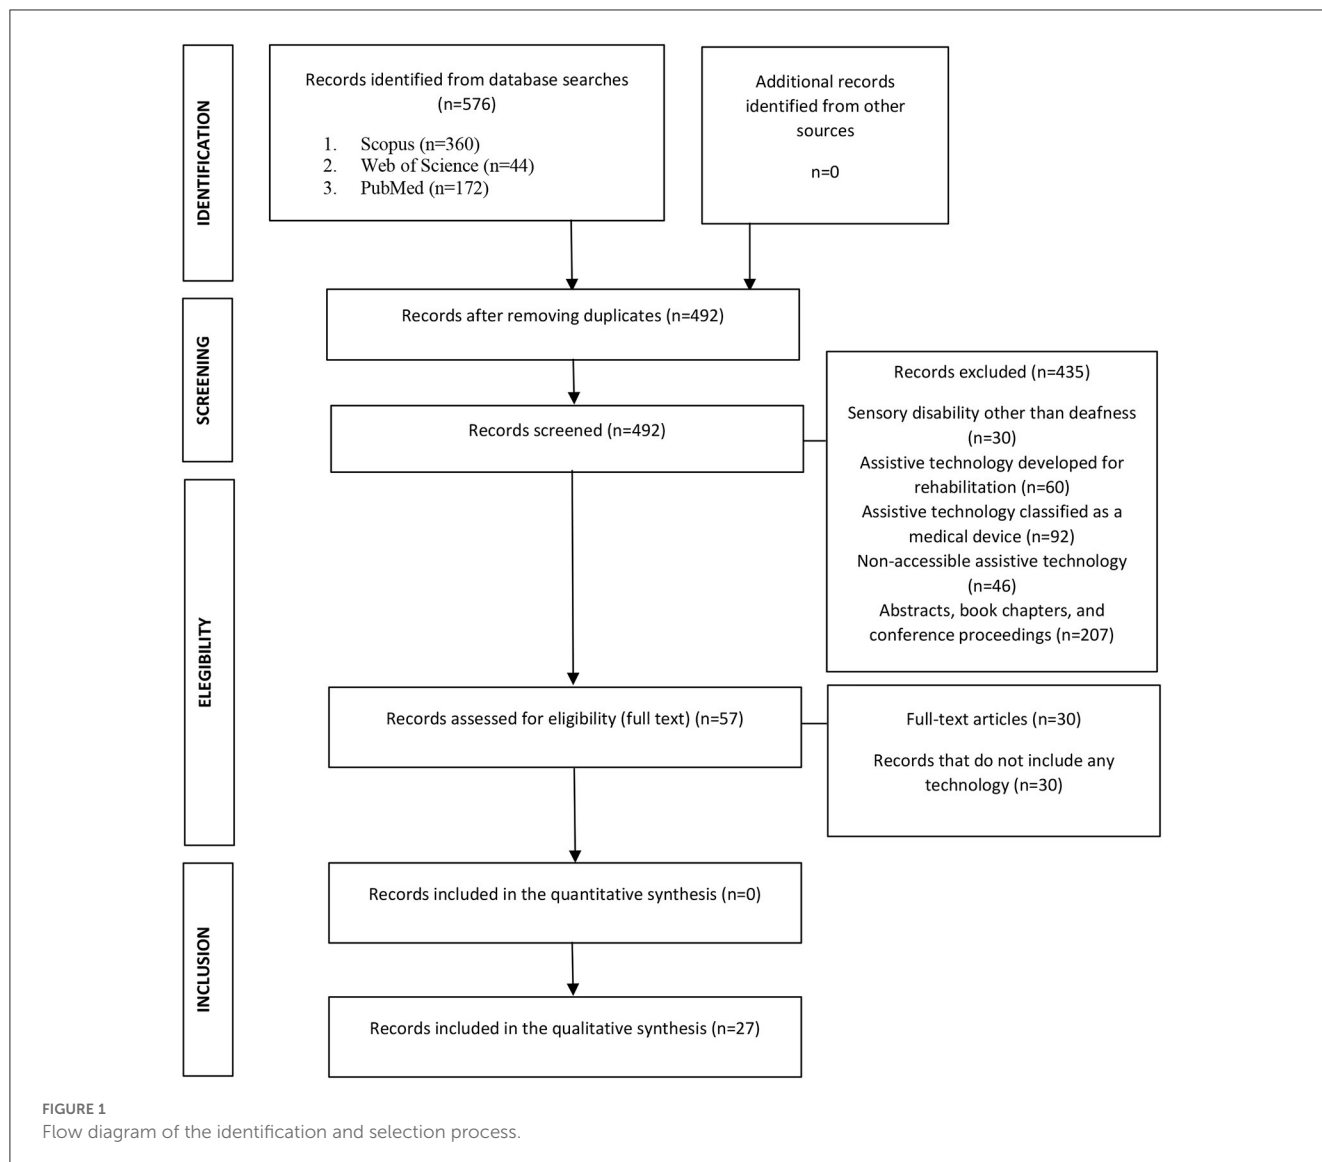 IDENTIFICATION
Records identified from database searches
(n=576)
1. Scopus (n=360)
2. Web of Science (n=44)
3. PubMed (n=172)
Additional records
identified from other
sources
n=0
SCREENING
Records after removing duplicates (n=492)
Records screened (n=492)
Records excluded (n=435)
Sensory disability other than deafness
(n=30)
Assistive technology developed for
rehabilitation (n=60)
Assistive technology classified as a
medical device (n=92)
Non-accessible assistive technology
(n=46)
Abstracts, book chapters, and
conference proceedings (n=207)
ELEGIBILITY
Records assessed for eligibility (full text) (n=57)
Full-text articles (n=30)
Records that do not include any
technology (n=30)
INCLUSION
Records included in the quantitative synthesis (n=0)
Records included in the qualitative synthesis (n=27)
FIGURE 1
Flow diagram of the identification and selection process.